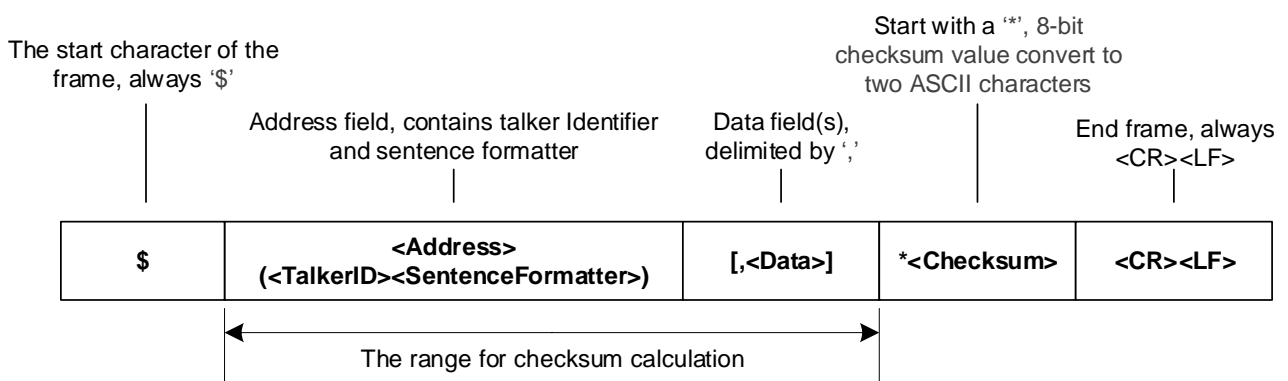 Start with a ‘*’, 8-bit
checksum value convert to
two ASCII characters
The start character of the
frame, always ‘$’
Address field, contains talker Identifier
and sentence formatter
Data field(s),
delimited by ‘,’
End frame, always
<CR><LF>
$
<Address>
(<TalkerID><SentenceFormatter>)
[,<Data>]
*<Checksum>
<CR><LF>
The range for checksum calculation